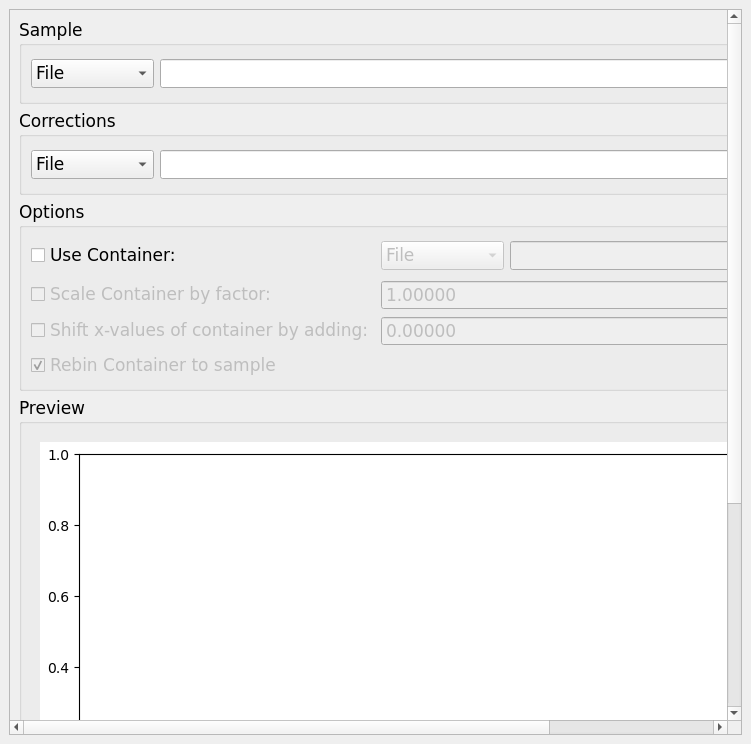 Sample
File
Corrections
File
Options
Use Container: File
Scale Container by factor: 1.00000
Shift x-values of container by adding: 0.00000
Rebin Container to sample
Preview
1.0
0.8
0.6
0.4